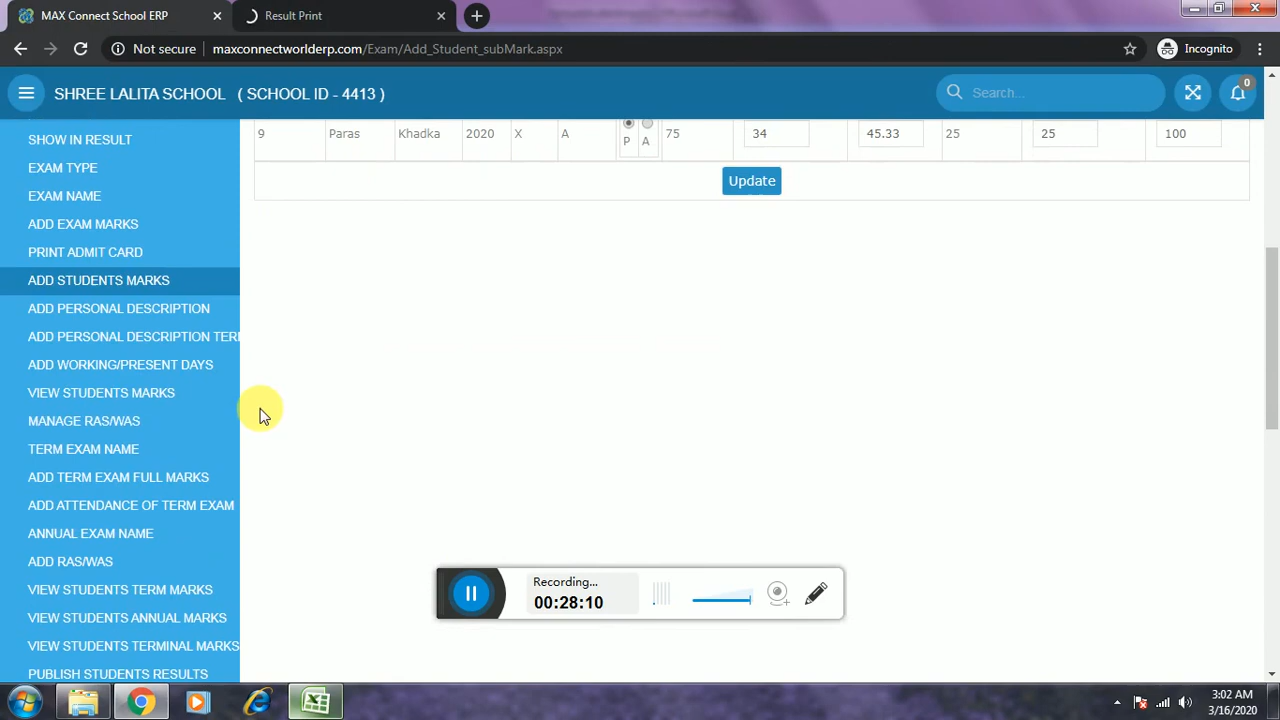 MAX Connect School ERP
Result Print
Not secure
maxconnectworlderp.com/Exam/Add_Student_subMark.aspx
Incognito
SHREE LALITA SCHOOL ( SCHOOL ID - 4413 )
Search...
0
SHOW IN RESULT
EXAM TYPE
EXAM NAME
ADD EXAM MARKS
PRINT ADMIT CARD
ADD STUDENTS MARKS
ADD PERSONAL DESCRIPTION
ADD PERSONAL DESCRIPTION TER
ADD WORKING/PRESENT DAYS
VIEW STUDENTS MARKS
MANAGE RAS/WAS
TERM EXAM NAME
ADD TERM EXAM FULL MARKS
ADD ATTENDANCE OF TERM EXAM
ANNUAL EXAM NAME
ADD RAS/WAS
VIEW STUDENTS TERM MARKS
VIEW STUDENTS ANNUAL MARKS
VIEW STUDENTS TERMINAL MARKS
PUBLISH STUDENTS RESULTS
9 Paras Khadka 2020 X A P A 75 34 45.33 25 25 100
Update
Recording...
00:28:10
3:02 AM
3/16/2020